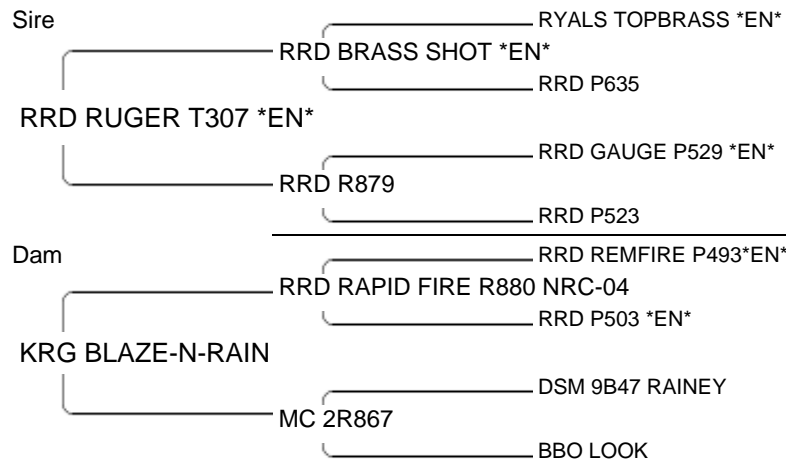 Sire
RYALS TOPBRASS *EN*
RRD BRASS SHOT *EN*
RRD P635
RRD RUGER T307 *EN*
RRD GAUGE P529 *EN*
RRD R879
RRD P523
Dam
RRD REMFIRE P493*EN*
RRD RAPID FIRE R880 NRC-04
RRD P503 *EN*
KRG BLAZE-N-RAIN
DSM 9B47 RAINEY
MC 2R867
BBO LOOK